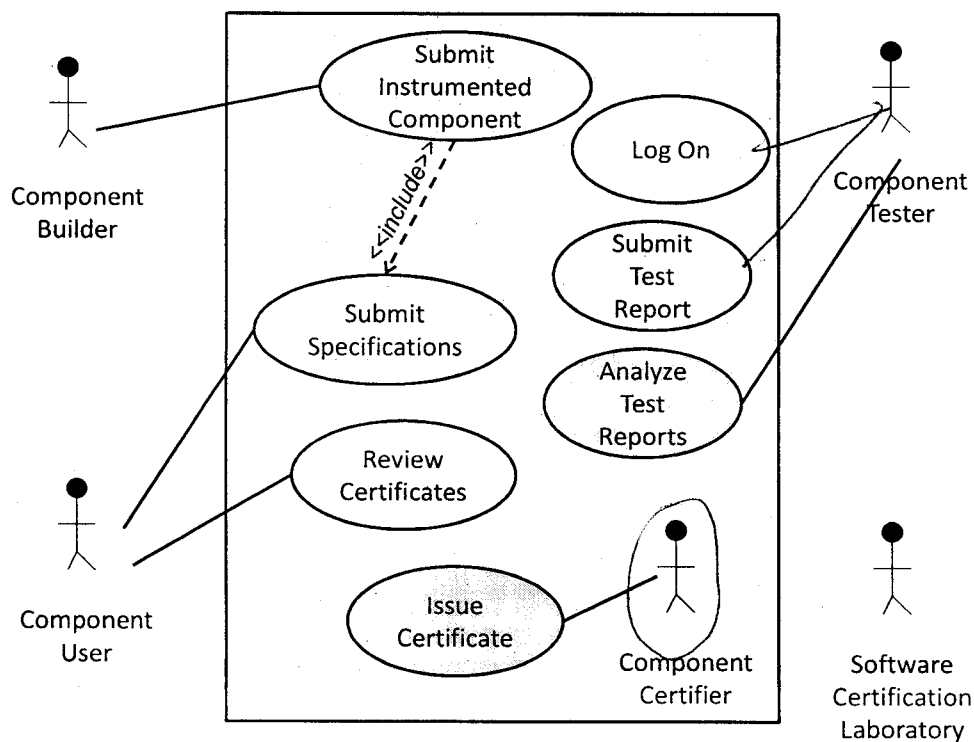 Submit
Instrumented
Component
Log On
Component
Builder
Component
Tester
<<include>>
Submit
Test
Report
Submit
Specifications
Analyze
Test
Reports
Review
Certificates
Issue
Certificate
Component
User
Component
Certifier
Software
Certification
Laboratory